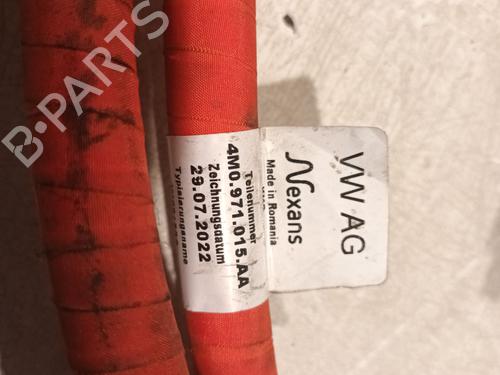 B-PARTS
VW AG
Nexans
Made in Romania
Teilenummer
4M0.971.015.AA
Zeichnungsdatum
29.07.2022
Typisierungsname